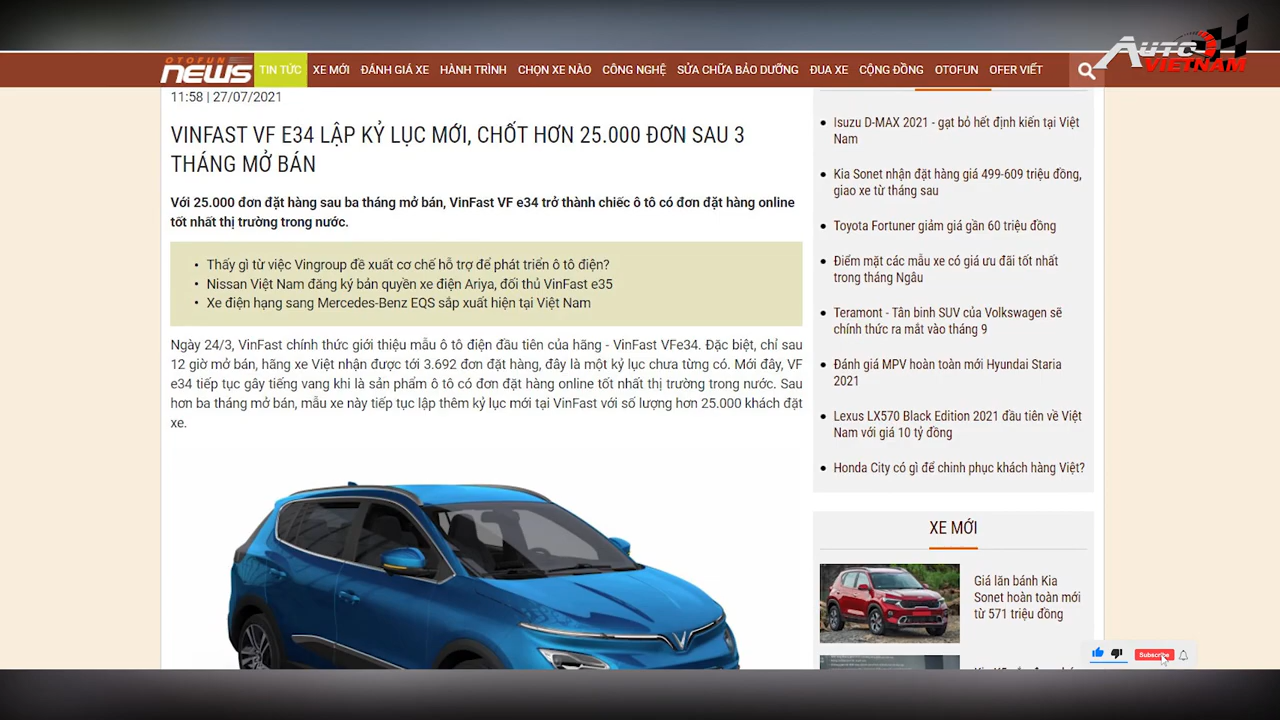 AUTO
VIETNAM
OTOFUN
NEWS
TIN TỨC XE MỚI ĐÁNH GIÁ XE HÀNH TRÌNH CHỌN XE NÀO CÔNG NGHỆ SỬA CHỮA BẢO DƯỠNG ĐUA XE CỘNG ĐỒNG OTOFUN OFER VIẾT
11:58 | 27/07/2021
VINFAST VF E34 LẬP KỶ LỤC MỚI, CHỐT HƠN 25.000 ĐƠN SAU 3
THÁNG MỞ BÁN
Với 25.000 đơn đặt hàng sau ba tháng mở bán, VinFast VF e34 trở thành chiếc ô tô có đơn đặt hàng online
tốt nhất thị trường trong nước.
• Thấy gì từ việc Vingroup đề xuất cơ chế hỗ trợ để phát triển ô tô điện?
• Nissan Việt Nam đăng ký bản quyền xe điện Ariya, đối thủ VinFast e35
• Xe điện hạng sang Mercedes-Benz EQS sắp xuất hiện tại Việt Nam
Ngày 24/3, VinFast chính thức giới thiệu mẫu ô tô điện đầu tiên của hãng - VinFast VFe34. Đặc biệt, chỉ sau
12 giờ mở bán, hãng xe Việt nhận được tới 3.692 đơn đặt hàng, đây là một kỷ lục chưa từng có. Mới đây, VF
e34 tiếp tục gây tiếng vang khi là sản phẩm ô tô có đơn đặt hàng online tốt nhất thị trường trong nước. Sau
hơn ba tháng mở bán, mẫu xe này tiếp tục lập thêm kỷ lục mới tại VinFast với số lượng hơn 25.000 khách đặt
xe.
• Isuzu D-MAX 2021 - gạt bỏ hết định kiến tại Việt
Nam
• Kia Sonet nhận đặt hàng giá 499-609 triệu đồng,
giao xe từ tháng sau
• Toyota Fortuner giảm giá gần 60 triệu đồng
• Điểm mặt các mẫu xe có giá ưu đãi tốt nhất
trong tháng Ngâu
• Teramont - Tân binh SUV của Volkswagen sẽ
chính thức ra mắt vào tháng 9
• Đánh giá MPV hoàn toàn mới Hyundai Staria
2021
• Lexus LX570 Black Edition 2021 đầu tiên về Việt
Nam với giá 10 tỷ đồng
• Honda City có gì để chinh phục khách hàng Việt?
XE MỚI
Giá lăn bánh Kia
Sonet hoàn toàn mới
từ 571 triệu đồng
Subscribe